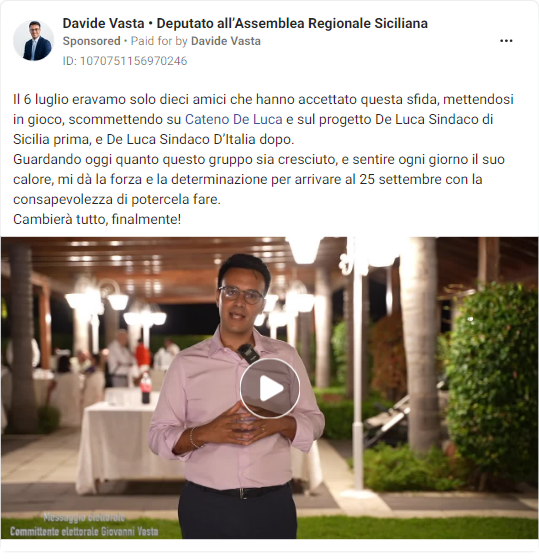 Davide Vasta • Deputato all'Assemblea Regionale Siciliana
Sponsored • Paid for by Davide Vasta
ID: 1070751156970246
Il 6 luglio eravamo solo dieci amici che hanno accettato questa sfida, mettendosi
in gioco, scommettendo su Cateno De Luca e sul progetto De Luca Sindaco di
Sicilia prima, e De Luca Sindaco D'Italia dopo.
Guardando oggi quanto questo gruppo sia cresciuto, e sentire ogni giorno il suo
calore, mi dà la forza e la determinazione per arrivare al 25 settembre con la
consapevolezza di potercela fare.
Cambierà tutto, finalmente!
Messaggio elettorale
Committente elettorale Giovanni Vasta